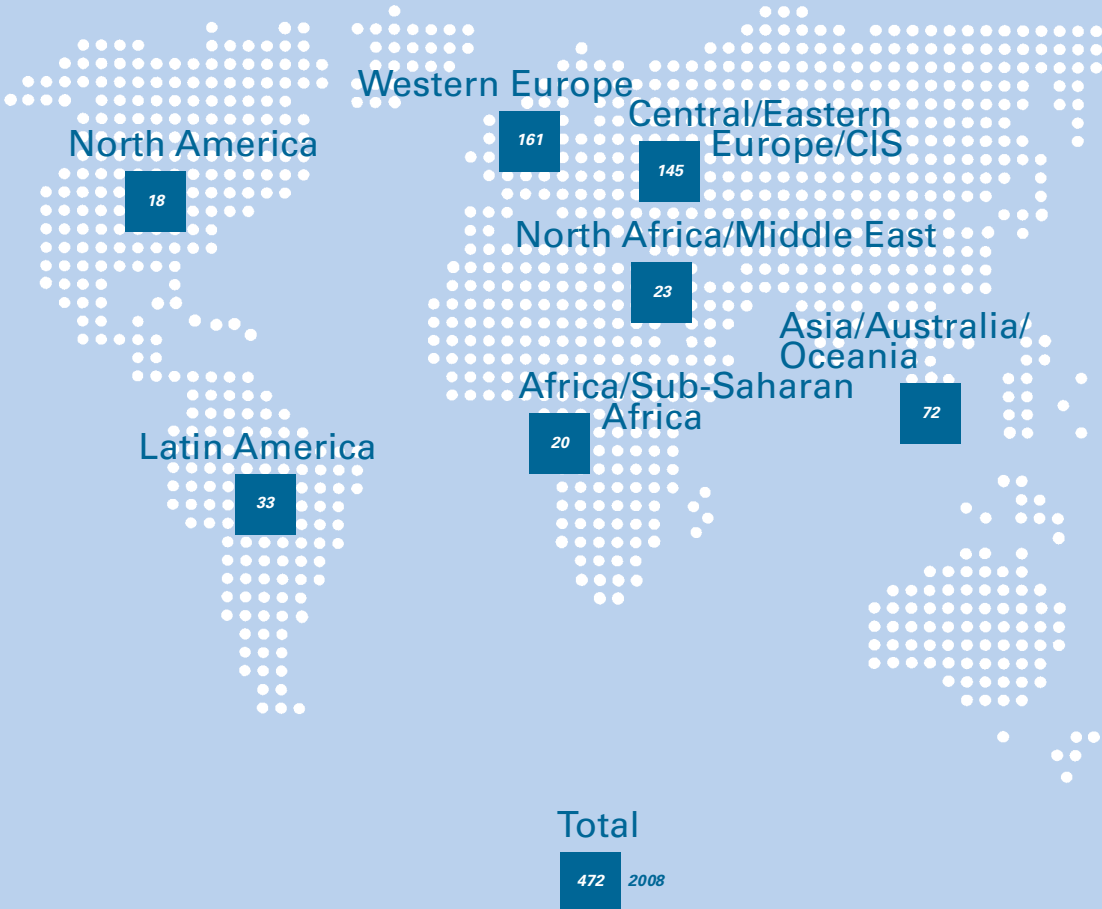 Western Europe
161
Central/Eastern
Europe/CIS
145
North America
18
North Africa/Middle East
23
Asia/Australia/
Oceania
72
Africa/Sub-Saharan
Africa
20
Latin America
33
Total
472 2008